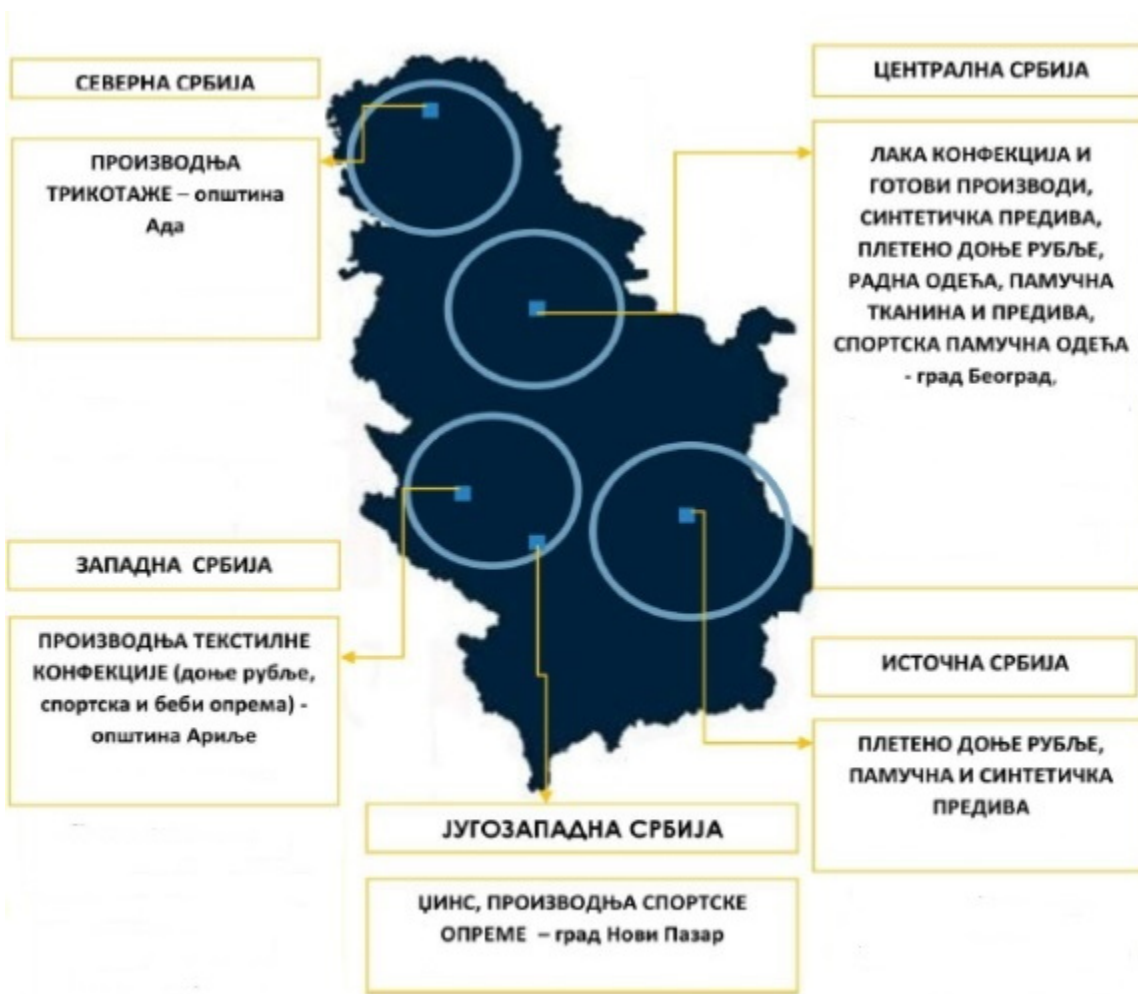 СЕВЕРНА СРБИЈА
ПРОИЗВОДЊА
ТРИКОТАЖЕ – општина
Ада
ЦЕНТРАЛНА СРБИЈА
ЛАКА КОНФЕКЦИЈА И
ГОТОВИ ПРОИЗВОДИ,
СИНТЕТИЧКА ПРЕДИВА,
ПЛЕТЕНО ДОЊЕ РУБЉЕ,
РАДНА ОДЕЋА, ПАМУЧНА
ТКАНИНА И ПРЕДИВА,
СПОРТСКА ПАМУЧНА ОДЕЋА
- град Београд,
ЗАПАДНА СРБИЈА
ПРОИЗВОДЊА ТЕКСТИЛНЕ
КОНФЕКЦИЈЕ (доње рубље,
спортска и беби опрема) -
општина Ариље
ИСТОЧНА СРБИЈА
ПЛЕТЕНО ДОЊЕ РУБЉЕ,
ПАМУЧНА И СИНТЕТИЧКА
ПРЕДИВА
ЈУГОЗАПАДНА СРБИЈА
ЏИНС, ПРОИЗВОДЊА СПОРТСКЕ
ОПРЕМЕ – град Нови Пазар